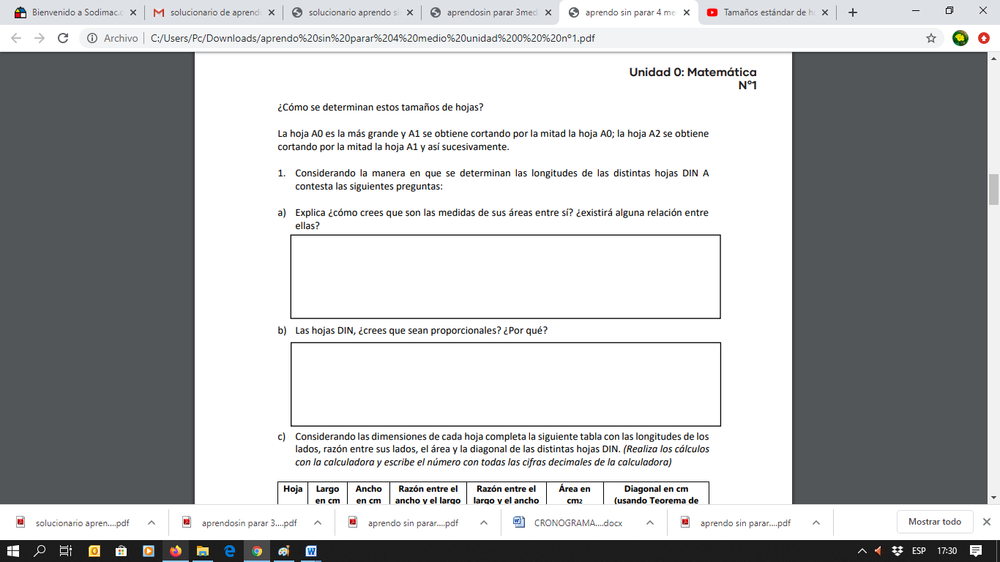 Bienvenido a Sodimac.c
solucionario de aprend
solucionario aprendo si
aprendosin parar 3med
aprendo sin parar 4 me
Tamaños estándar de h
Archivo | C:/Users/Pc/Downloads/aprendo%20sin%20parar%204%20medio%20unidad%200%20%20nº1.pdf
Unidad 0: Matemática
N°1
¿Cómo se determinan estos tamaños de hojas?
La hoja A0 es la más grande y A1 se obtiene cortando por la mitad la hoja A0; la hoja A2 se obtiene
cortando por la mitad la hoja A1 y así sucesivamente.
1. Considerando la manera en que se determinan las longitudes de las distintas hojas DIN A
contesta las siguientes preguntas:
a) Explica ¿cómo crees que son las medidas de sus áreas entre sí? ¿existirá alguna relación entre
ellas?
b) Las hojas DIN, ¿crees que sean proporcionales? ¿Por qué?
c) Considerando las dimensiones de cada hoja completa la siguiente tabla con las longitudes de los
lados, razón entre sus lados, el área y la diagonal de las distintas hojas DIN. (Realiza los cálculos
con la calculadora y escribe el número con todas las cifras decimales de la calculadora)
Hoja Largo Ancho Razón entre el Razón entre el Área en Diagonal en cm
en cm en cm ancho y el largo largo y el ancho cm2 (usando Teorema de
solucionario apren....pdf
aprendosin parar 3....pdf
aprendo sin parar....pdf
CRONOGRAMA....docx
aprendo sin parar....pdf
Mostrar todo
ESP 17:30